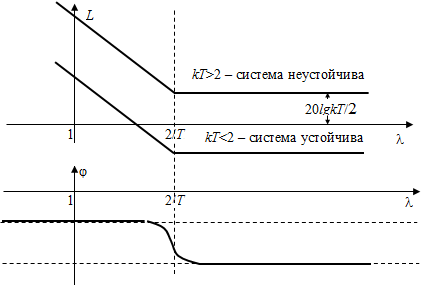 L
kT>2 – система неустойчива
20lgkT/2
1
2/T
kT<2 – система устойчива
λ
φ
1
2/T
λ